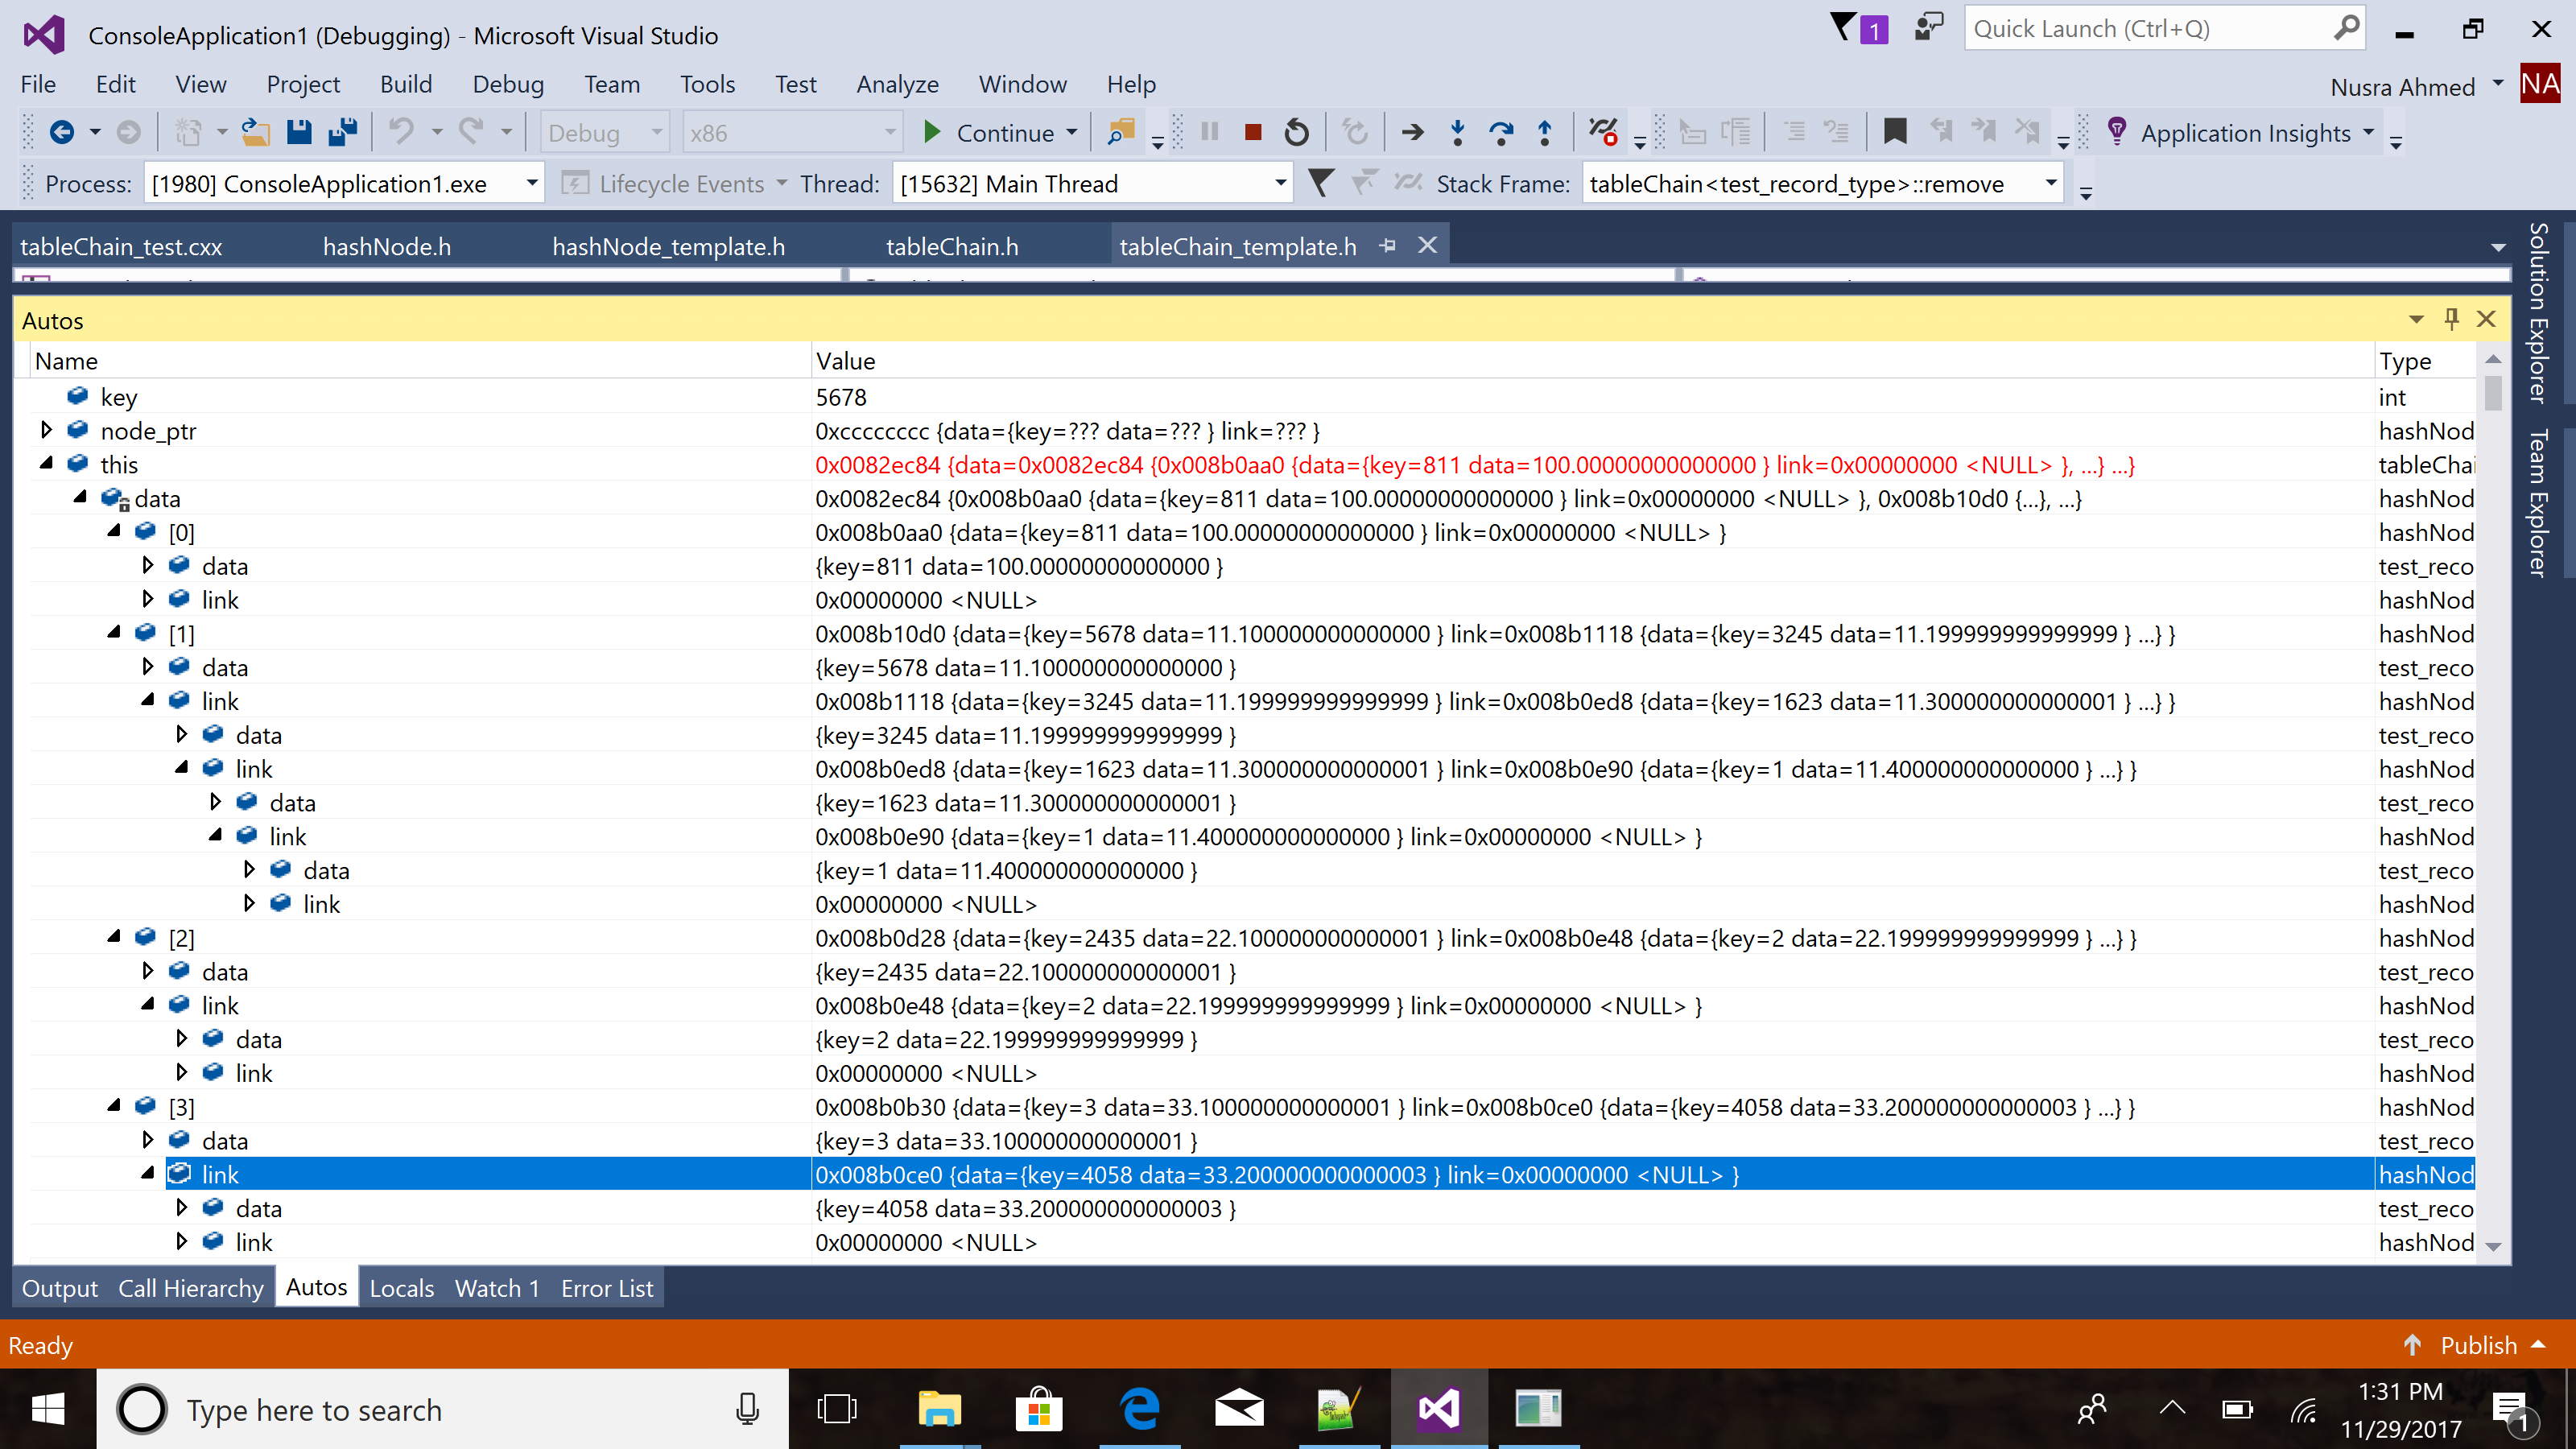 ConsoleApplication1 (Debugging) - Microsoft Visual Studio
1
Quick Launch (Ctrl+Q)
File Edit View Project Build Debug Team Tools Test Analyze Window Help
Nusra Ahmed NA
Debug x86 Continue Application Insights
Process: [1980] ConsoleApplication1.exe Lifecycle Events Thread: [15632] Main Thread Stack Frame: tableChain<test_record_type>::remove
tableChain_test.cxx hashNode.h hashNode_template.h tableChain.h tableChain_template.h
Solution Explorer
Team Explorer
Autos
Name Value Type
key 5678 int
node_ptr 0xcccccccc {data={key=??? data=??? } link=??? } hashNod
this 0x0082ec84 {data=0x0082ec84 {0x008b0aa0 {data={key=811 data=100.00000000000000 } link=0x00000000 <NULL> }, ...} ...} tableChai
data 0x0082ec84 {0x008b0aa0 {data={key=811 data=100.00000000000000 } link=0x00000000 <NULL> }, 0x008b10d0 {...}, ...} hashNod
[0] 0x008b0aa0 {data={key=811 data=100.00000000000000 } link=0x00000000 <NULL> } hashNod
data {key=811 data=100.00000000000000 } test_reco
link 0x00000000 <NULL> hashNod
[1] 0x008b10d0 {data={key=5678 data=11.100000000000000 } link=0x008b1118 {data={key=3245 data=11.199999999999999 } ...} } hashNod
data {key=5678 data=11.100000000000000 } test_reco
link 0x008b1118 {data={key=3245 data=11.199999999999999 } link=0x008b0ed8 {data={key=1623 data=11.300000000000001 } ...} } hashNod
data {key=3245 data=11.199999999999999 } test_reco
link 0x008b0ed8 {data={key=1623 data=11.300000000000001 } link=0x008b0e90 {data={key=1 data=11.400000000000000 } ...} } hashNod
data {key=1623 data=11.300000000000001 } test_reco
link 0x008b0e90 {data={key=1 data=11.400000000000000 } link=0x00000000 <NULL> } hashNod
data {key=1 data=11.400000000000000 } test_reco
link 0x00000000 <NULL> hashNod
[2] 0x008b0d28 {data={key=2435 data=22.100000000000001 } link=0x008b0e48 {data={key=2 data=22.199999999999999 } ...} } hashNod
data {key=2435 data=22.100000000000001 } test_reco
link 0x008b0e48 {data={key=2 data=22.199999999999999 } link=0x00000000 <NULL> } hashNod
data {key=2 data=22.199999999999999 } test_reco
link 0x00000000 <NULL> hashNod
[3] 0x008b0b30 {data={key=3 data=33.100000000000001 } link=0x008b0ce0 {data={key=4058 data=33.200000000000003 } ...} } hashNod
data {key=3 data=33.100000000000001 } test_reco
link 0x008b0ce0 {data={key=4058 data=33.200000000000003 } link=0x00000000 <NULL> } hashNod
data {key=4058 data=33.200000000000003 } test_reco
link 0x00000000 <NULL> hashNod
Output Call Hierarchy Autos Locals Watch 1 Error List
Ready Publish
Type here to search
1:31 PM
11/29/2017
1